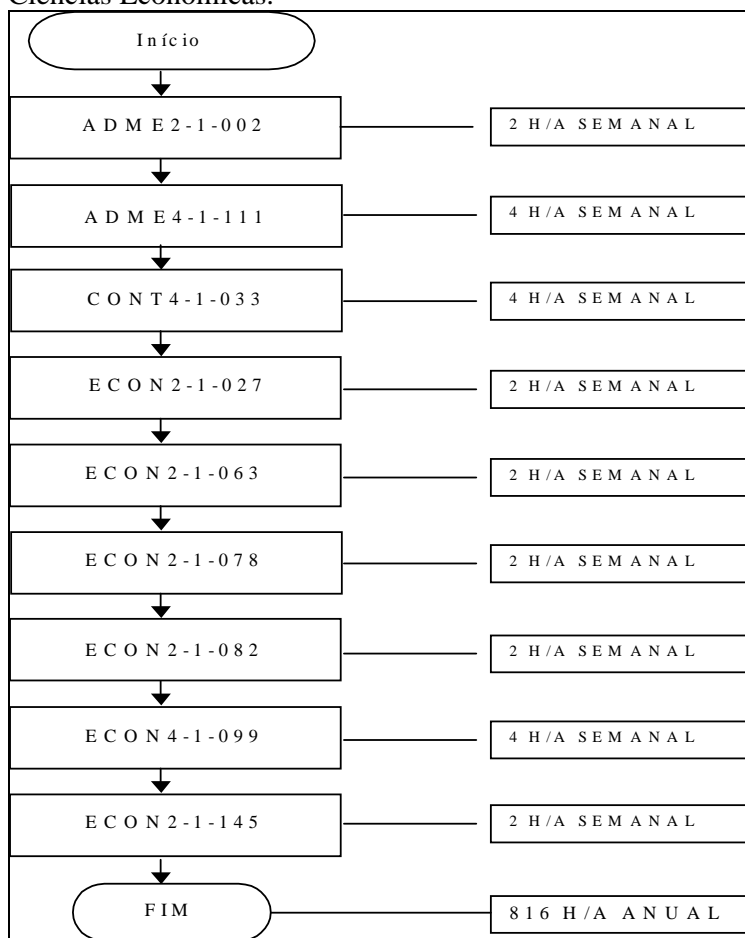 Ciências Econômicas.
Início
ADME2-1-002 2 H/A SEMANAL
ADME4-1-111 4 H/A SEMANAL
CONT4-1-033 4 H/A SEMANAL
ECON2-1-027 2 H/A SEMANAL
ECON2-1-063 2 H/A SEMANAL
ECON2-1-078 2 H/A SEMANAL
ECON2-1-082 2 H/A SEMANAL
ECON4-1-099 4 H/A SEMANAL
ECON2-1-145 2 H/A SEMANAL
FIM 816 H/A ANUAL